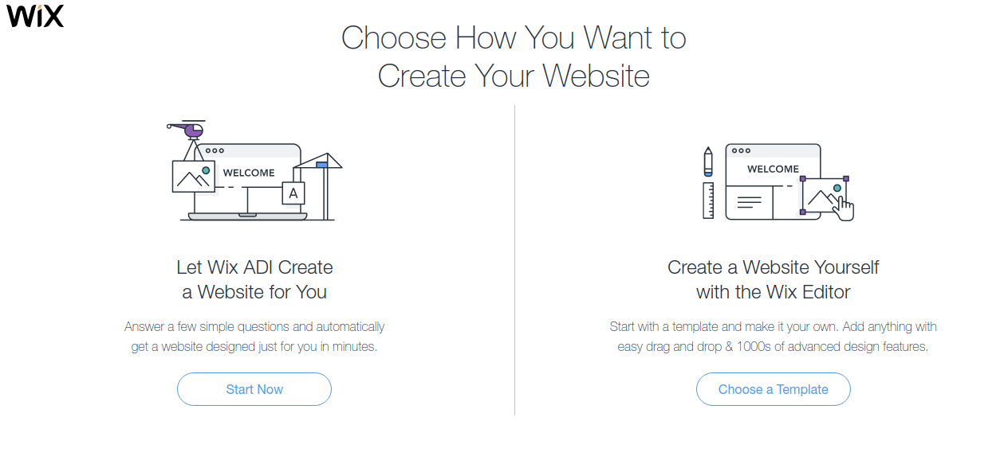 WiX
Choose How You Want to
Create Your Website
WELCOME
A
Let Wix ADI Create
a Website for You
Answer a few simple questions and automatically
get a website designed just for you in minutes.
Start Now
WELCOME
Create a Website Yourself
with the Wix Editor
Start with a template and make it your own. Add anything with
easy drag and drop & 1000s of advanced design features.
Choose a Template